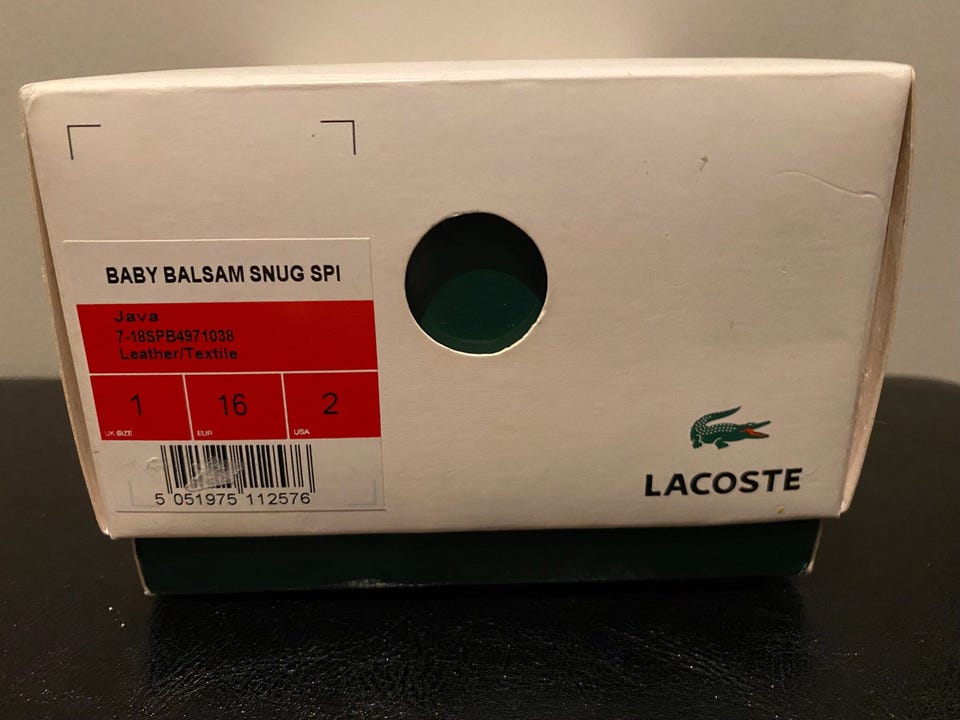 BABY BALSAM SNUG SPI
Java
7-18SPB4971038
Leather/Textile
1 16 2
UK SIZE EUR USA
5 051975 112576
LACOSTE